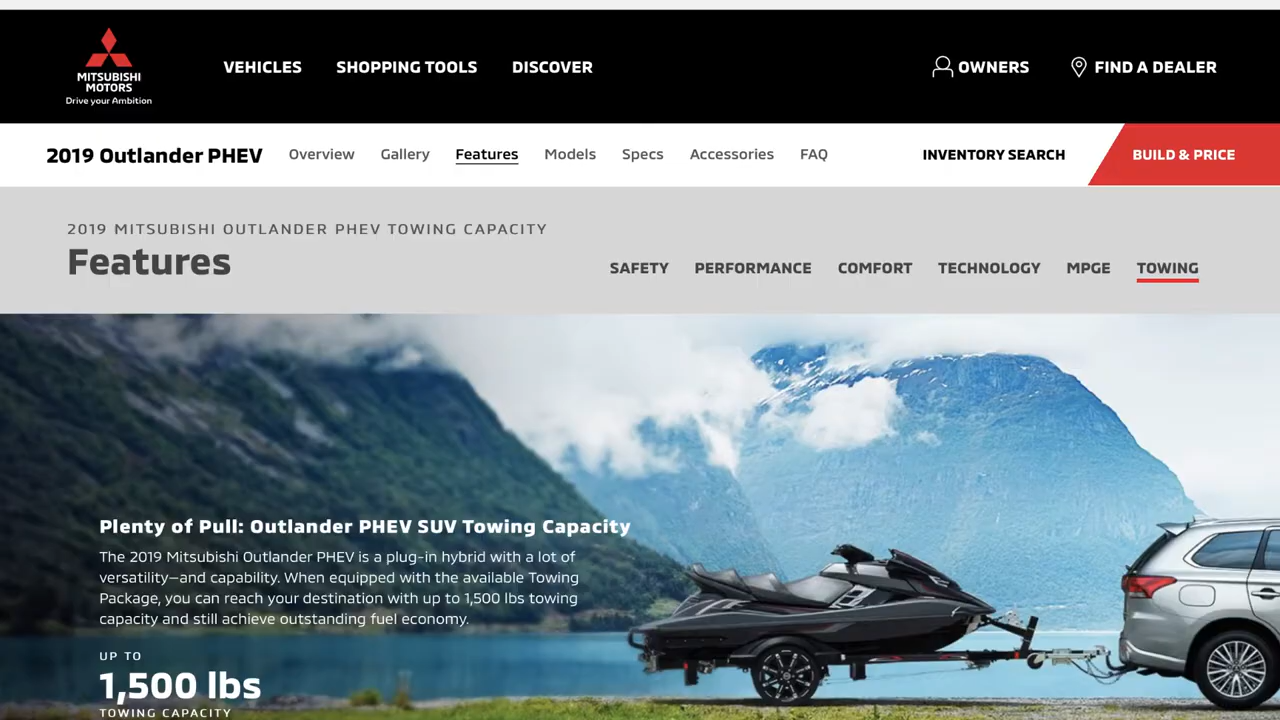 MITSUBISHI
MOTORS
Drive your Ambition
VEHICLES SHOPPING TOOLS DISCOVER OWNERS FIND A DEALER
2019 Outlander PHEV Overview Gallery Features Models Specs Accessories FAQ INVENTORY SEARCH BUILD & PRICE
2019 MITSUBISHI OUTLANDER PHEV TOWING CAPACITY
Features
SAFETY PERFORMANCE COMFORT TECHNOLOGY MPGE TOWING
Plenty of Pull: Outlander PHEV SUV Towing Capacity
The 2019 Mitsubishi Outlander PHEV is a plug-in hybrid with a lot of
versatility—and capability. When equipped with the available Towing
Package, you can reach your destination with up to 1,500 lbs towing
capacity and still achieve outstanding fuel economy.
UP TO
1,500 lbs
TOWING CAPACITY